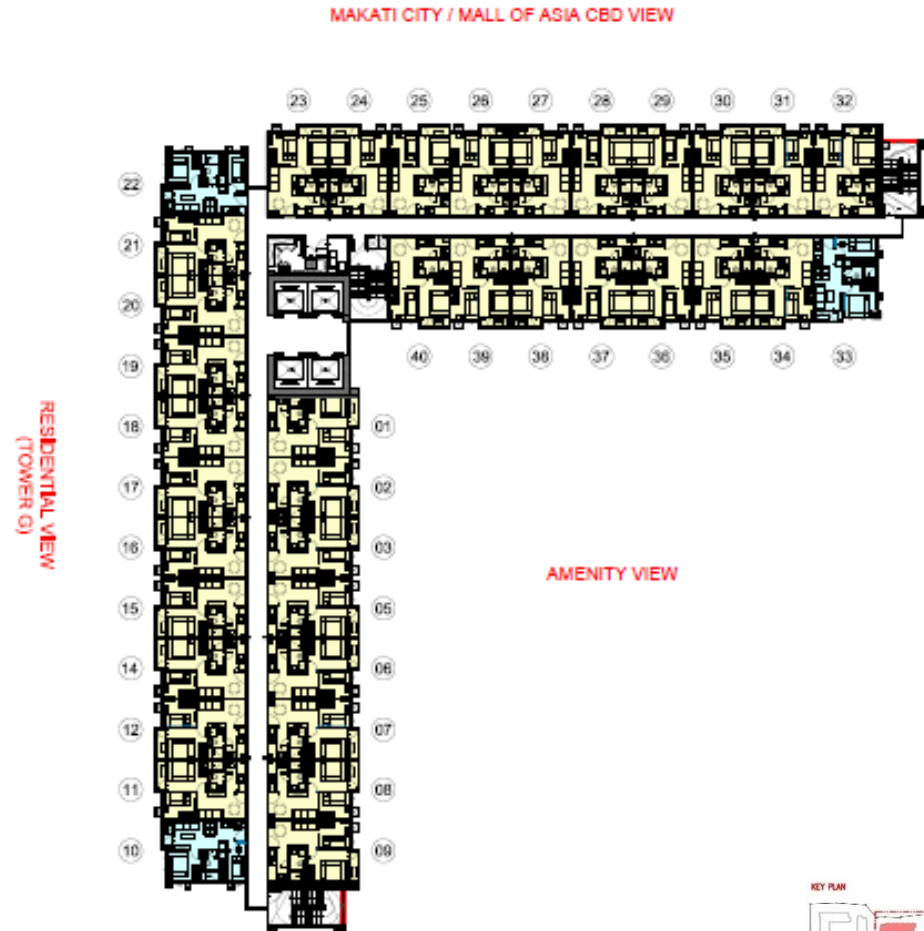 MAKATI CITY / MALL OF ASIA CBD VIEW
23 24 25 26 27 28 29 30 31 32
22
21
20
19
18
17
16
15
14
12
11
10
RESIDENTIAL VIEW
(TOWER G)
40 39 38 37 36 35 34 33
01
02
03
05
06
07
08
09
AMENITY VIEW
KEY PLAN